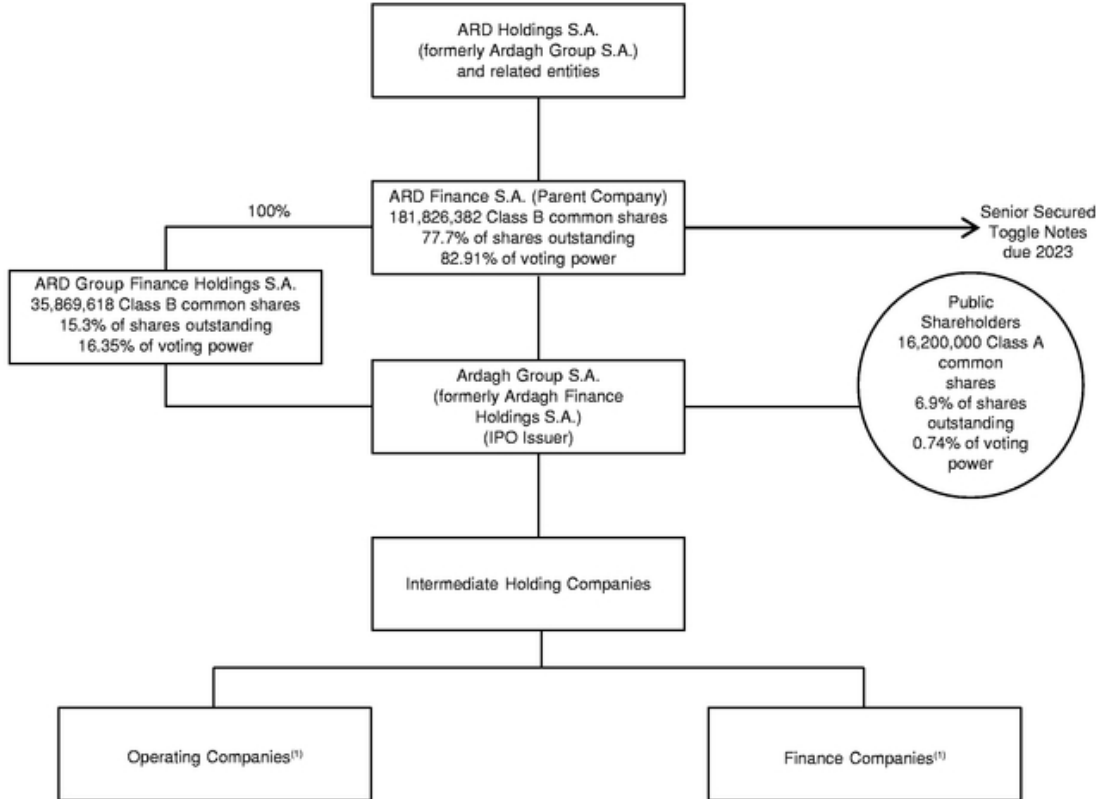 ARD Holdings S.A.
(formerly Ardagh Group S.A.)
and related entities
100%
ARD Finance S.A. (Parent Company)
181,826,382 Class B common shares
77.7% of shares outstanding
82.91% of voting power
Senior Secured
Toggle Notes
due 2023
ARD Group Finance Holdings S.A.
35,869,618 Class B common shares
15.3% of shares outstanding
16.35% of voting power
Public
Shareholders
16,200,000 Class A
common
shares
6.9% of shares
outstanding
0.74% of voting
power
Ardagh Group S.A.
(formerly Ardagh Finance
Holdings S.A.)
(IPO Issuer)
Intermediate Holding Companies
Operating Companies(1)
Finance Companies(1)